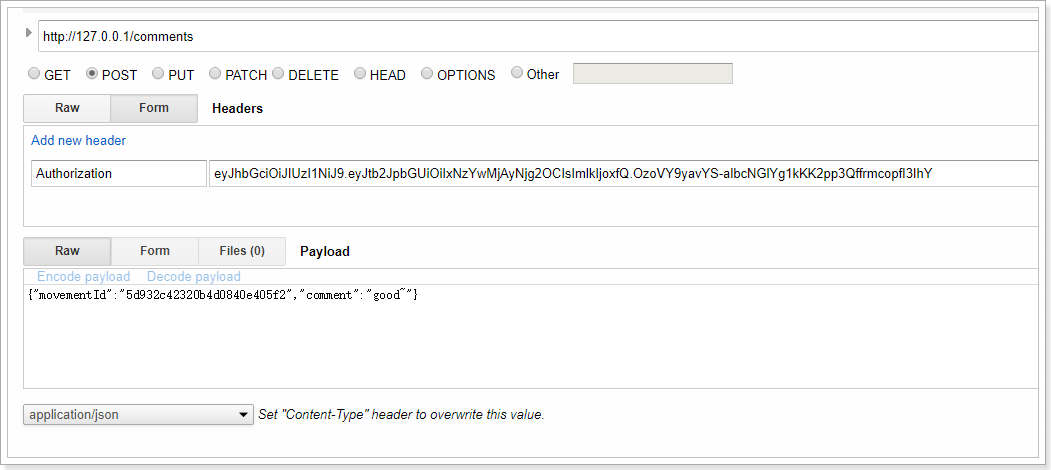 http://127.0.0.1/comments
GET POST PUT PATCH DELETE HEAD OPTIONS Other
Raw Form Headers
Add new header
Authorization eyJhbGciOiJIUzI1NiJ9.eyJtb2JpbGUiOiIxNzYwMjAyNjg2OCIsImlkIjoxfQ.OzoVY9yavYS-albcNGlYg1kKK2pp3Qffrmcopfl3IhY
Raw Form Files (0) Payload
Encode payload Decode payload
{"movementId":"5d932c42320b4d0840e405f2","comment":"good~"}
application/json Set "Content-Type" header to overwrite this value.